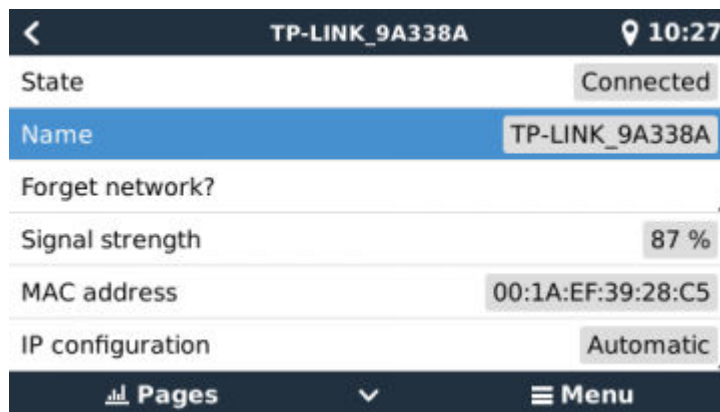 TP-LINK_9A338A 10:27
State Connected
Name TP-LINK_9A338A
Forget network?
Signal strength 87 %
MAC address 00:1A:EF:39:28:C5
IP configuration Automatic
Pages Menu